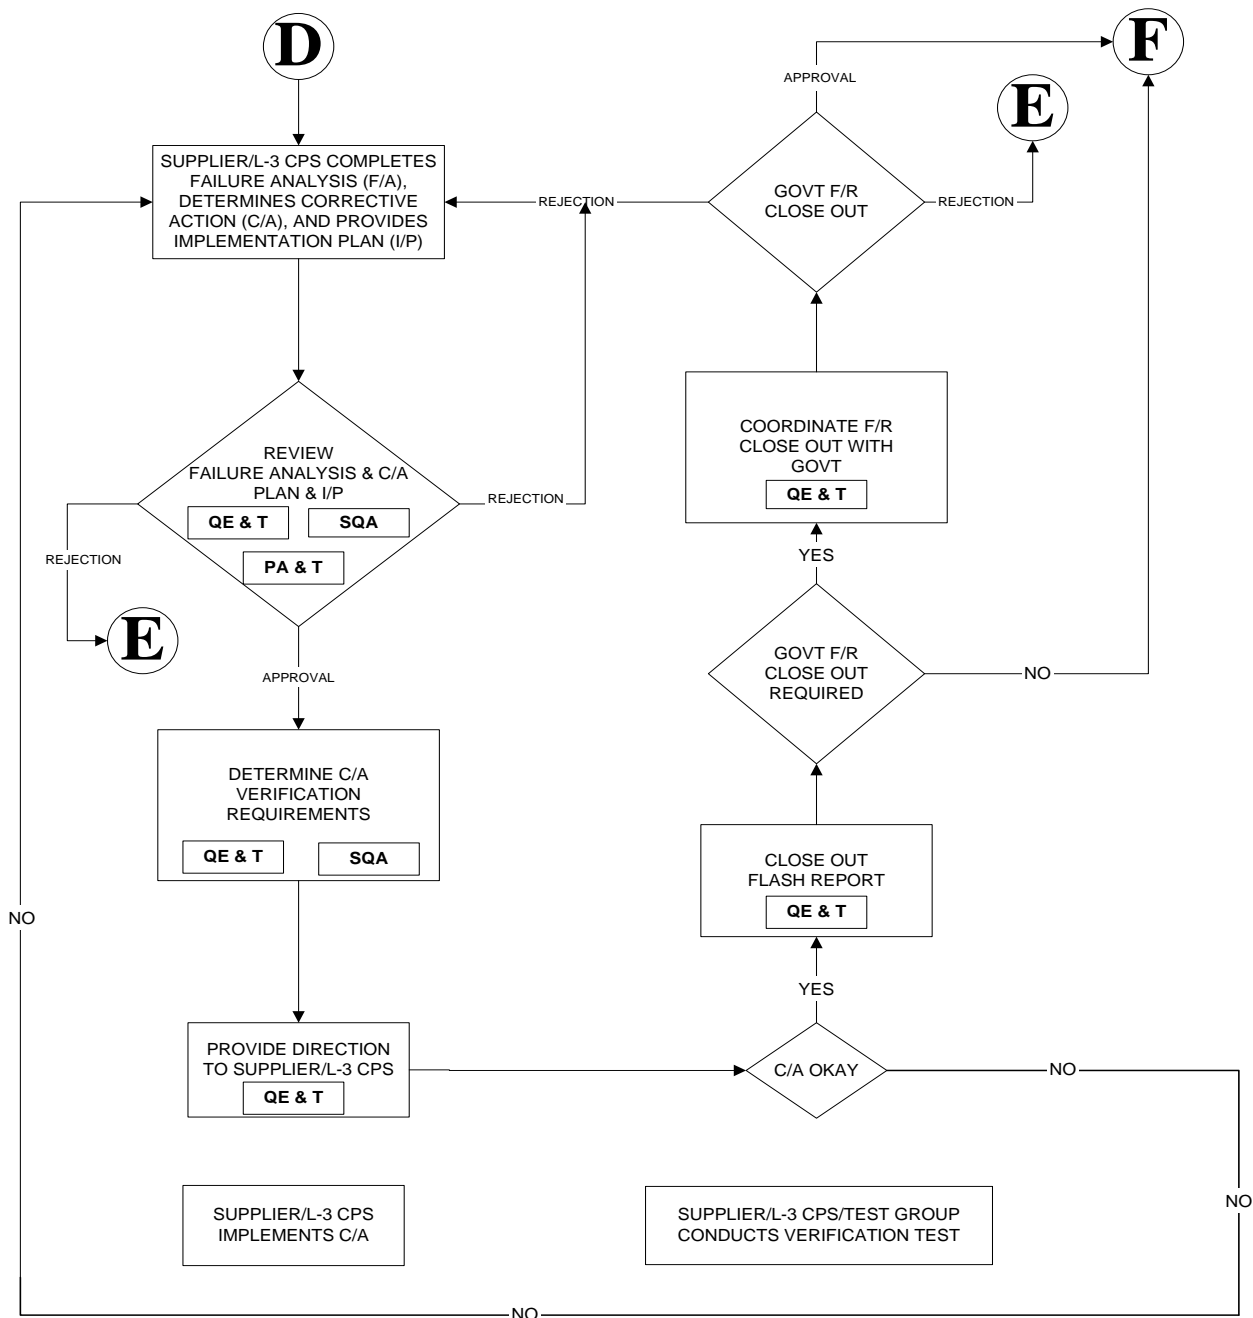 D
SUPPLIER/L-3 CPS COMPLETES
FAILURE ANALYSIS (F/A),
DETERMINES CORRECTIVE
ACTION (C/A), AND PROVIDES
IMPLEMENTATION PLAN (I/P)
REVIEW
FAILURE ANALYSIS & C/A
PLAN & I/P
QE & T
SQA
PA & T
REJECTION
REJECTION
E
APPROVAL
DETERMINE C/A
VERIFICATION
REQUIREMENTS
QE & T
SQA
PROVIDE DIRECTION
TO SUPPLIER/L-3 CPS
QE & T
SUPPLIER/L-3 CPS
IMPLEMENTS C/A
SUPPLIER/L-3 CPS/TEST GROUP
CONDUCTS VERIFICATION TEST
C/A OKAY
NO
NO
NO
NO
YES
CLOSE OUT
FLASH REPORT
QE & T
GOVT F/R
CLOSE OUT
REQUIRED
NO
YES
COORDINATE F/R
CLOSE OUT WITH
GOVT
QE & T
GOVT F/R
CLOSE OUT
REJECTION
REJECTION
E
APPROVAL
F